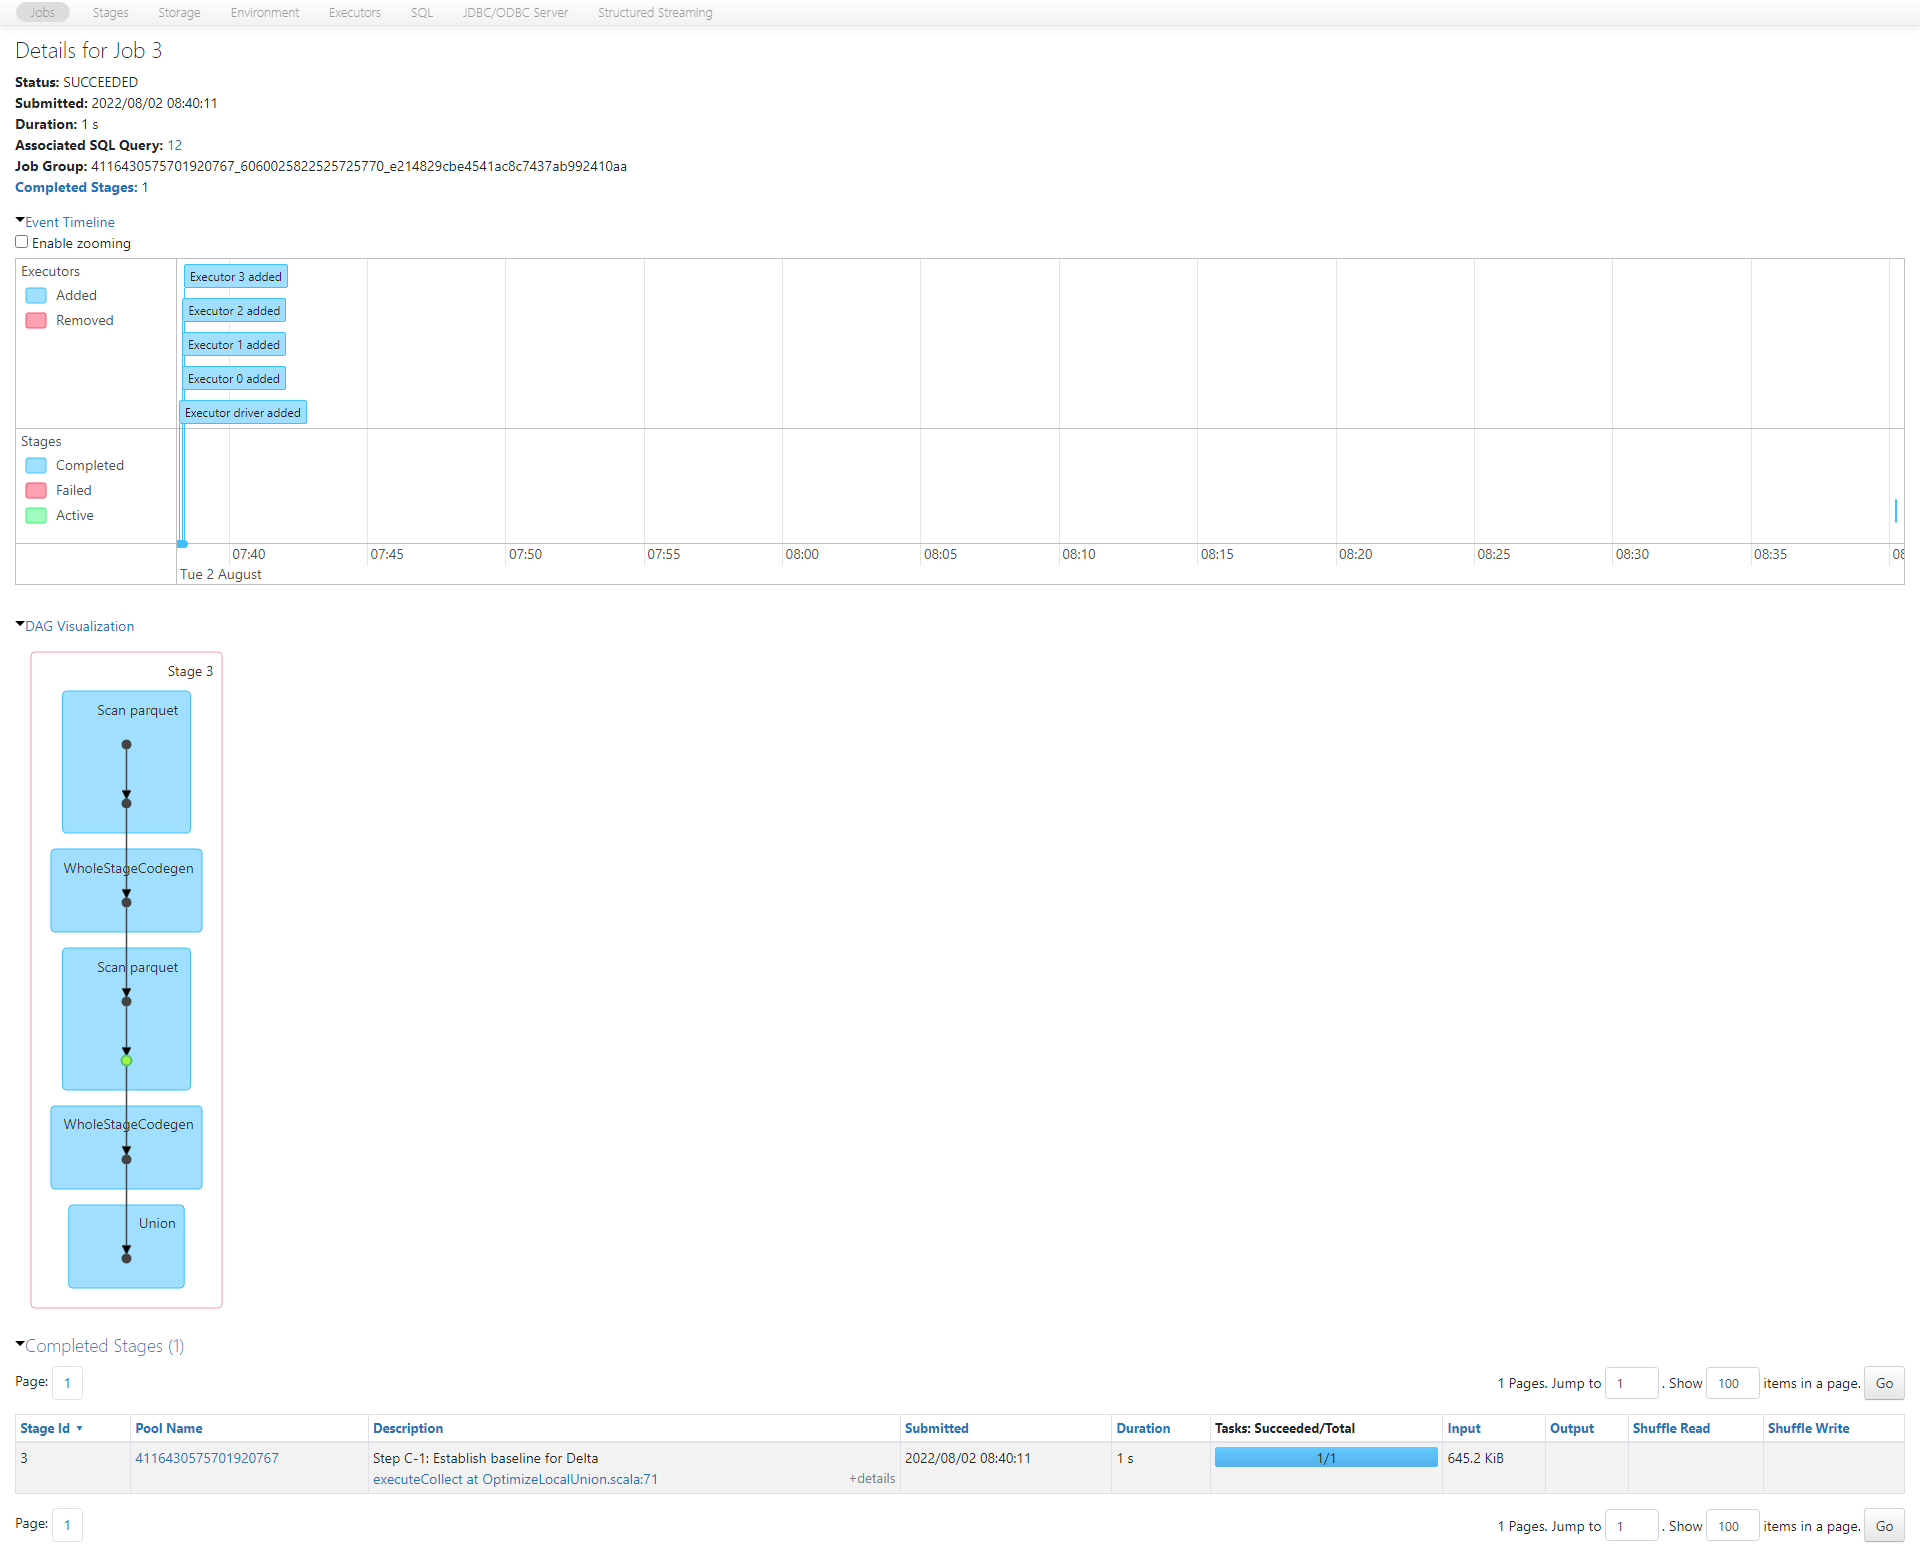 Jobs Stages Storage Environment Executors SQL JDBC/ODBC Server Structured Streaming
Details for Job 3
Status: SUCCEEDED
Submitted: 2022/08/02 08:40:11
Duration: 1 s
Associated SQL Query: 12
Job Group: 4116430575701920767_6060025822525725770_e214829cbe4541ac8c7437ab992410aa
Completed Stages: 1
Event Timeline
Enable zooming
Executors
Added
Removed
Executor 3 added
Executor 2 added
Executor 1 added
Executor 0 added
Executor driver added
Stages
Completed
Failed
Active
07:40 07:45 07:50 07:55 08:00 08:05 08:10 08:15 08:20 08:25 08:30 08:35
Tue 2 August
DAG Visualization
Stage 3
Scan parquet
WholeStageCodegen
Scan parquet
WholeStageCodegen
Union
Completed Stages (1)
Page: 1 1 Pages. Jump to 1 . Show 100 items in a page. Go
Stage Id Pool Name Description Submitted Duration Tasks: Succeeded/Total Input Output Shuffle Read Shuffle Write
3 4116430575701920767 Step C-1: Establish baseline for Delta 2022/08/02 08:40:11 1 s 1/1 645.2 KiB
executeCollect at OptimizeLocalUnion.scala:71 +details
Page: 1 1 Pages. Jump to 1 . Show 100 items in a page. Go